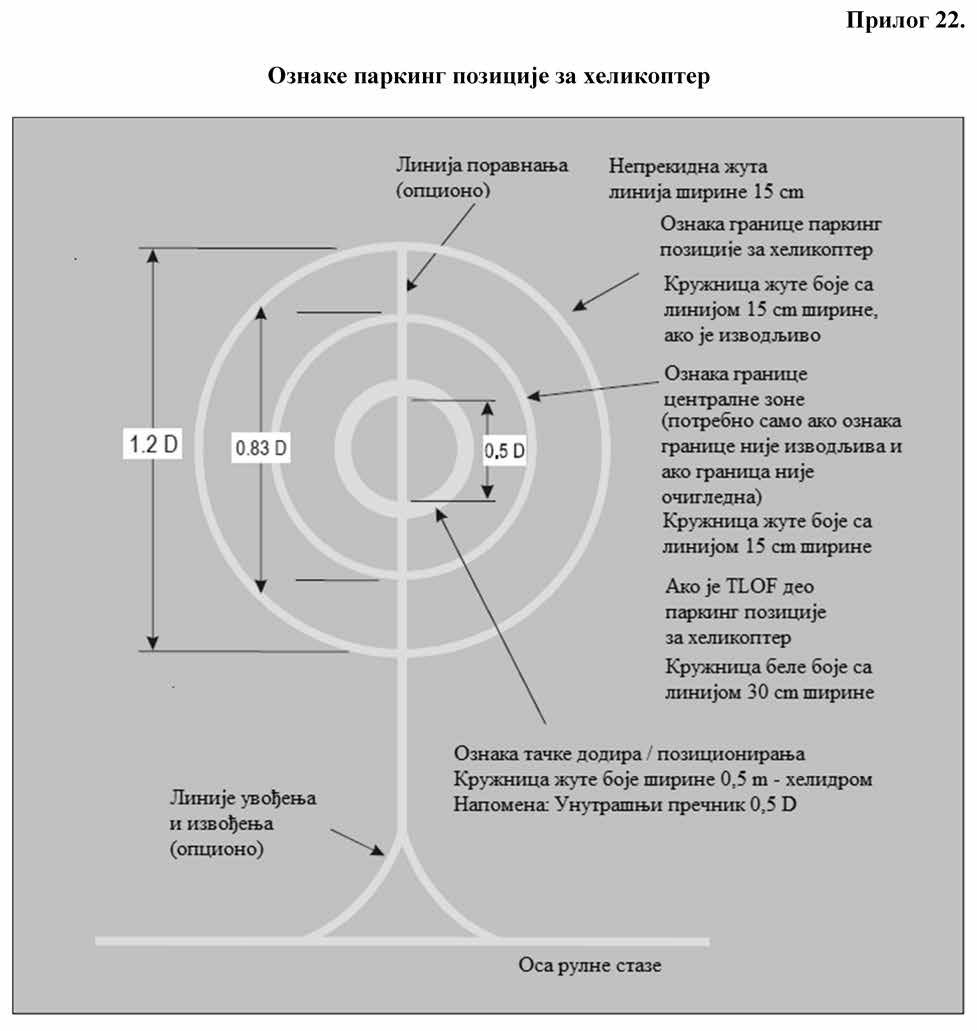 Прилог 22.
Ознаке паркинг позиције за хеликоптер
Линија поравнања
(опционо)
Непрекидна жута
линија ширине 15 cm
Ознака границе паркинг
позиције за хеликоптер
Кружница жуте боје са
линијом 15 cm ширине,
ако је изводљиво
Ознака границе
централне зоне
(потребно само ако ознака
границе није изводљива и
ако граница није
очигледна)
Кружница жуте боје са
линијом 15 cm ширине
Ако је TLOF део
паркинг позиције
за хеликоптер
Кружница беле боје са
линијом 30 cm ширине
1.2 D
0.83 D
0,5 D
Ознака тачке додира / позиционирања
Кружница жуте боје ширине 0,5 m - хелидром
Напомена: Унутрашњи пречник 0,5 D
Линије увођења
и извођења
(опционо)
Оса рулне стазе